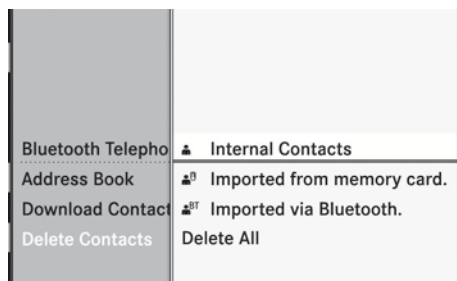 Bluetooth Telepho
Address Book
Download Contact
Delete Contacts
Internal Contacts
Imported from memory card.
BT Imported via Bluetooth.
Delete All